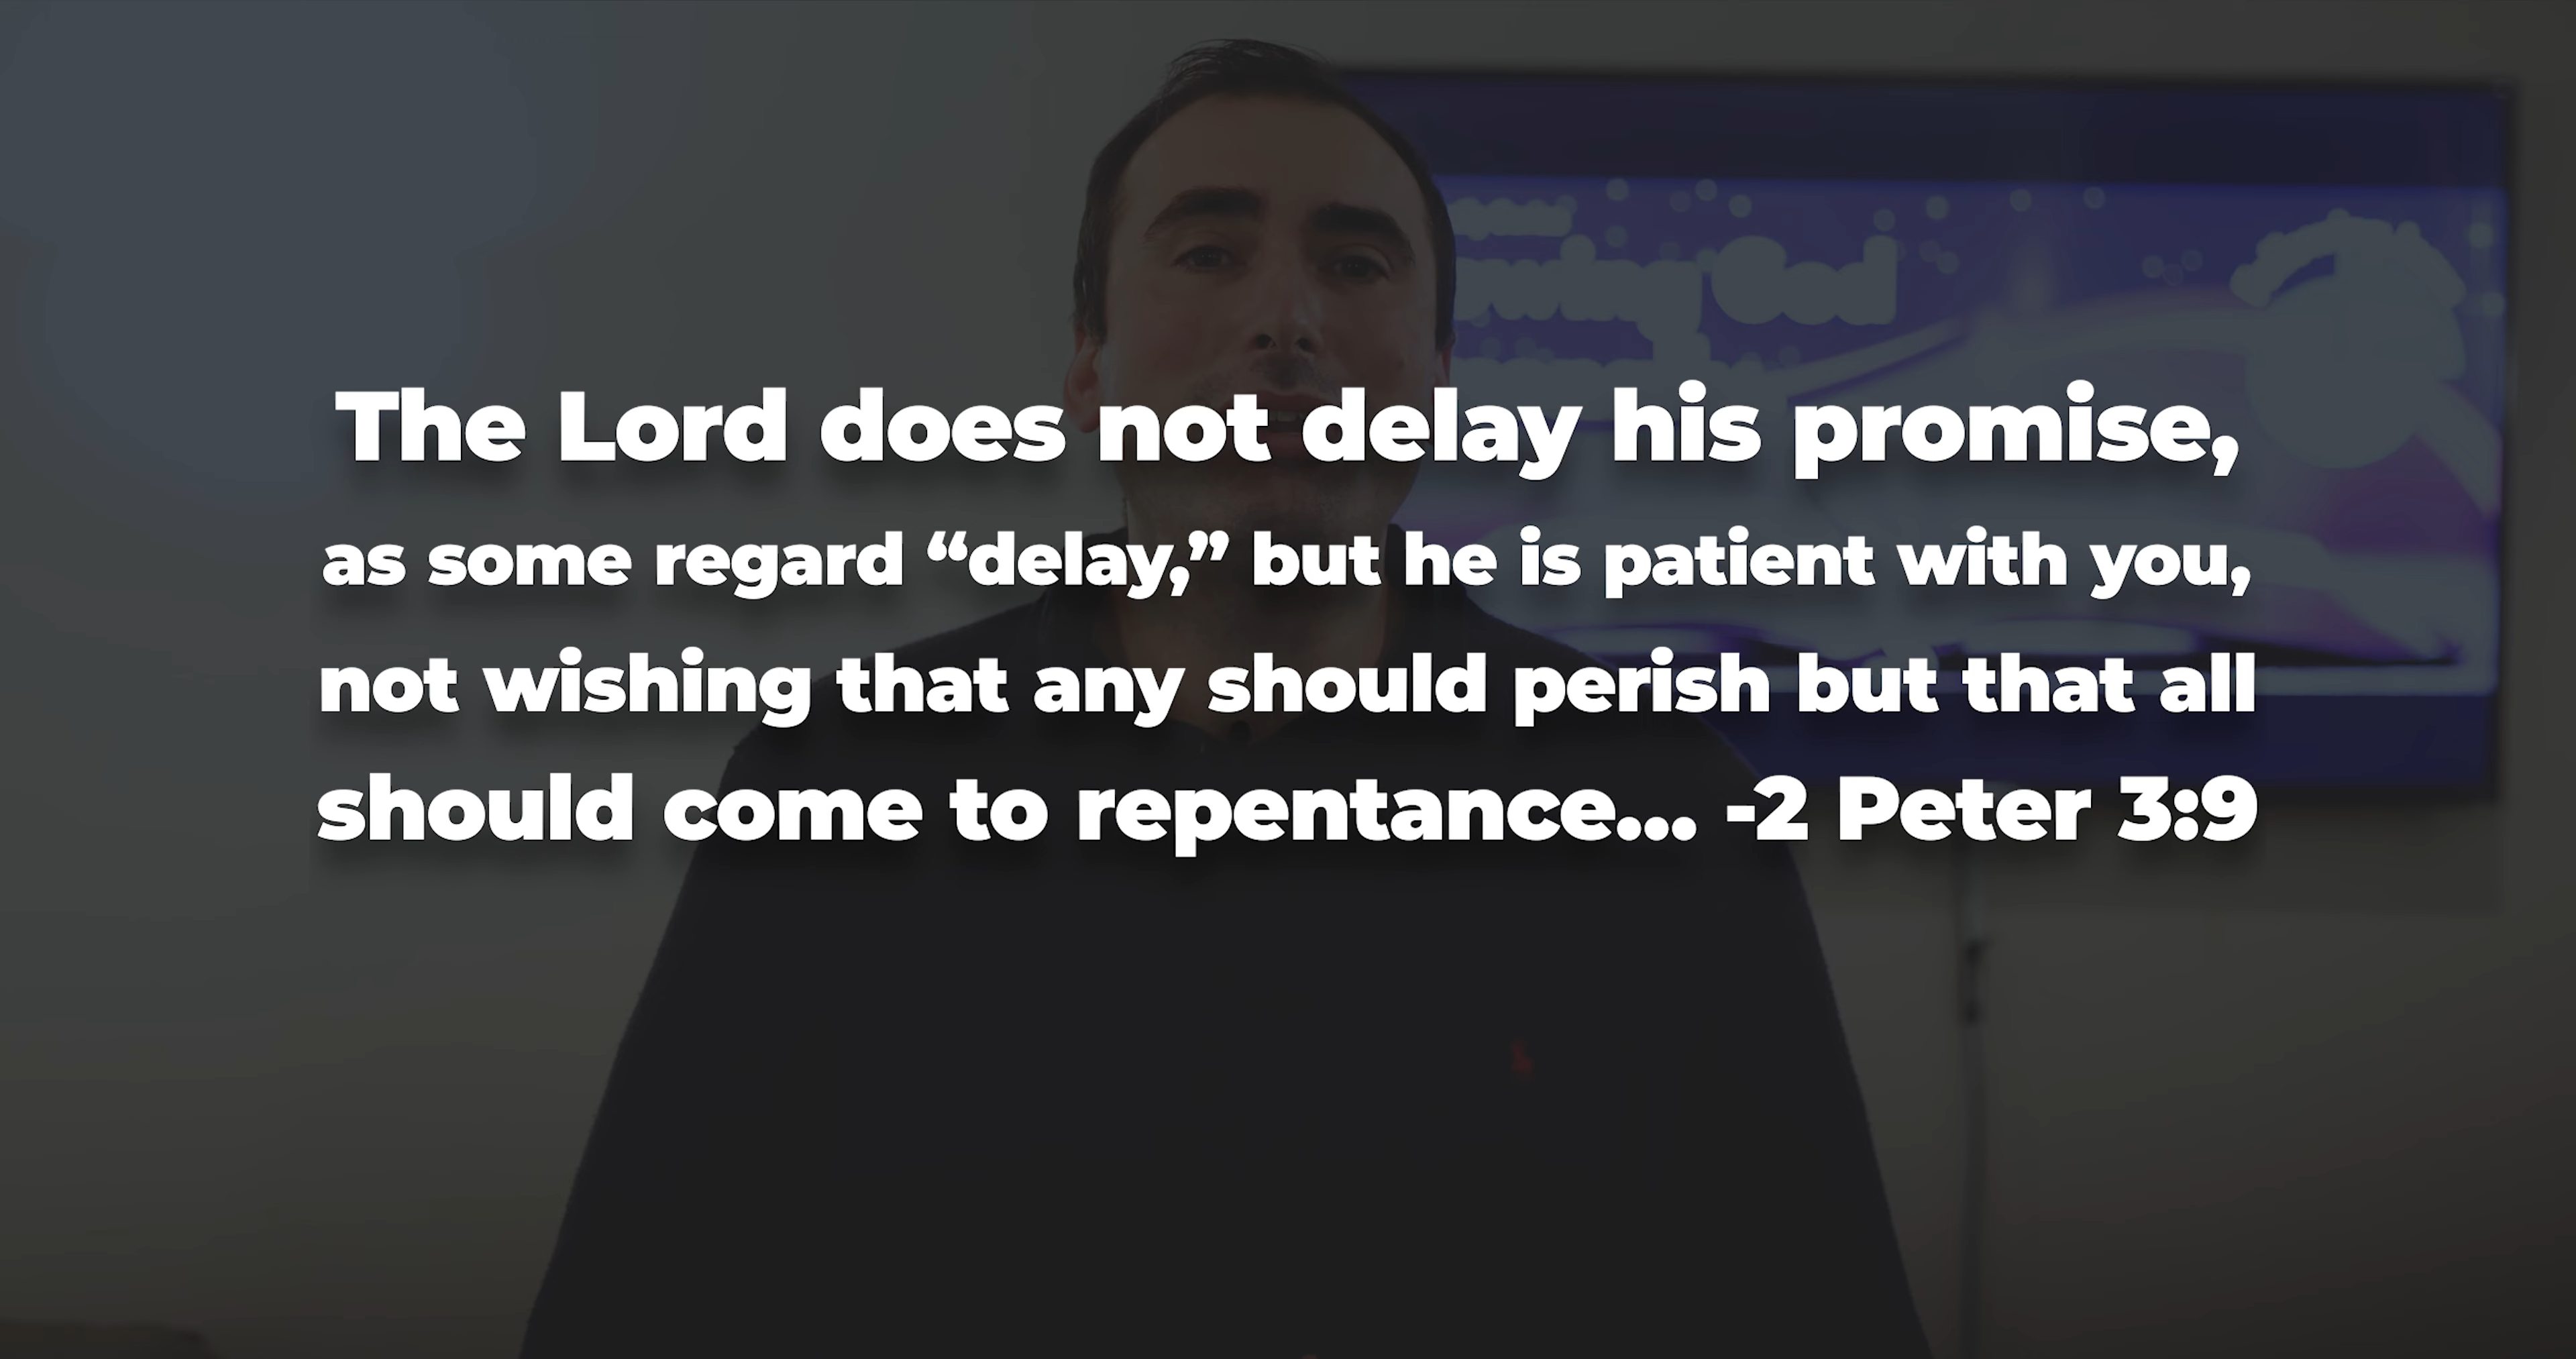 The Lord does not delay his promise,
as some regard “delay,” but he is patient with you,
not wishing that any should perish but that all
should come to repentance... -2 Peter 3:9